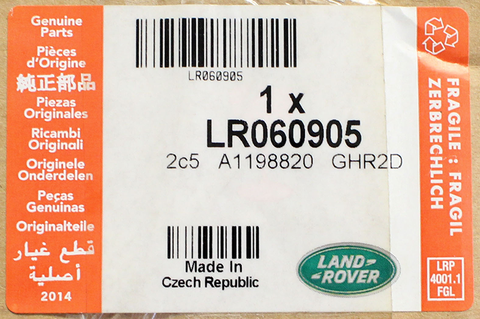 Genuine
Parts
Pièces
d'Origine
純正部品
Piezas
Originales
Ricambi
Originali
Originele
Onderdelen
Peças
Genuinas
Originalteile
قطع غيار
أصلية
2014
LR060905
1 x
LR060905
2c5 A1198820 GHR2D
Made In
Czech Republic
LAND-
-ROVER
FRAGILE : FRAGIL
ZERBRECHLICH
LRP
4001.1
FGL